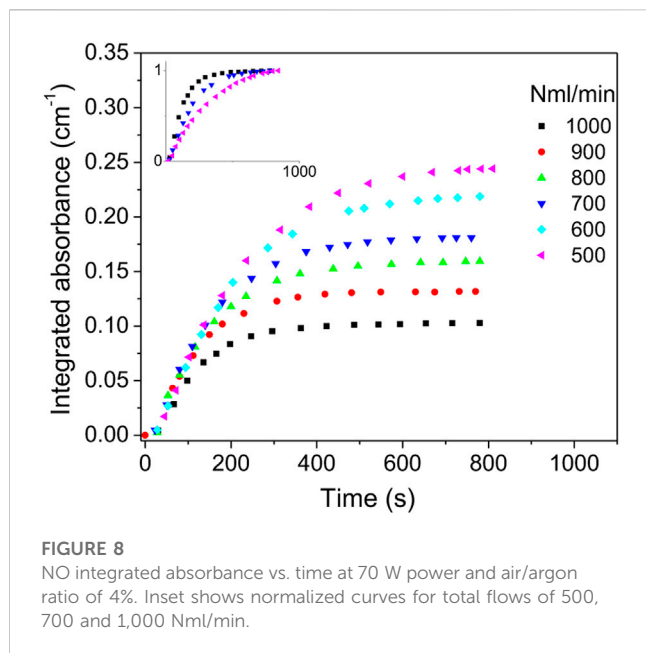 0.35
0.30
0.25
0.20
0.15
0.10
0.05
0.00
Integrated absorbance (cm⁻¹)
1
0
1000
Nml/min
1000
900
800
700
600
500
0 200 400 600 800 1000
Time (s)
FIGURE 8
NO integrated absorbance vs. time at 70 W power and air/argon
ratio of 4%. Inset shows normalized curves for total flows of 500,
700 and 1,000 Nml/min.